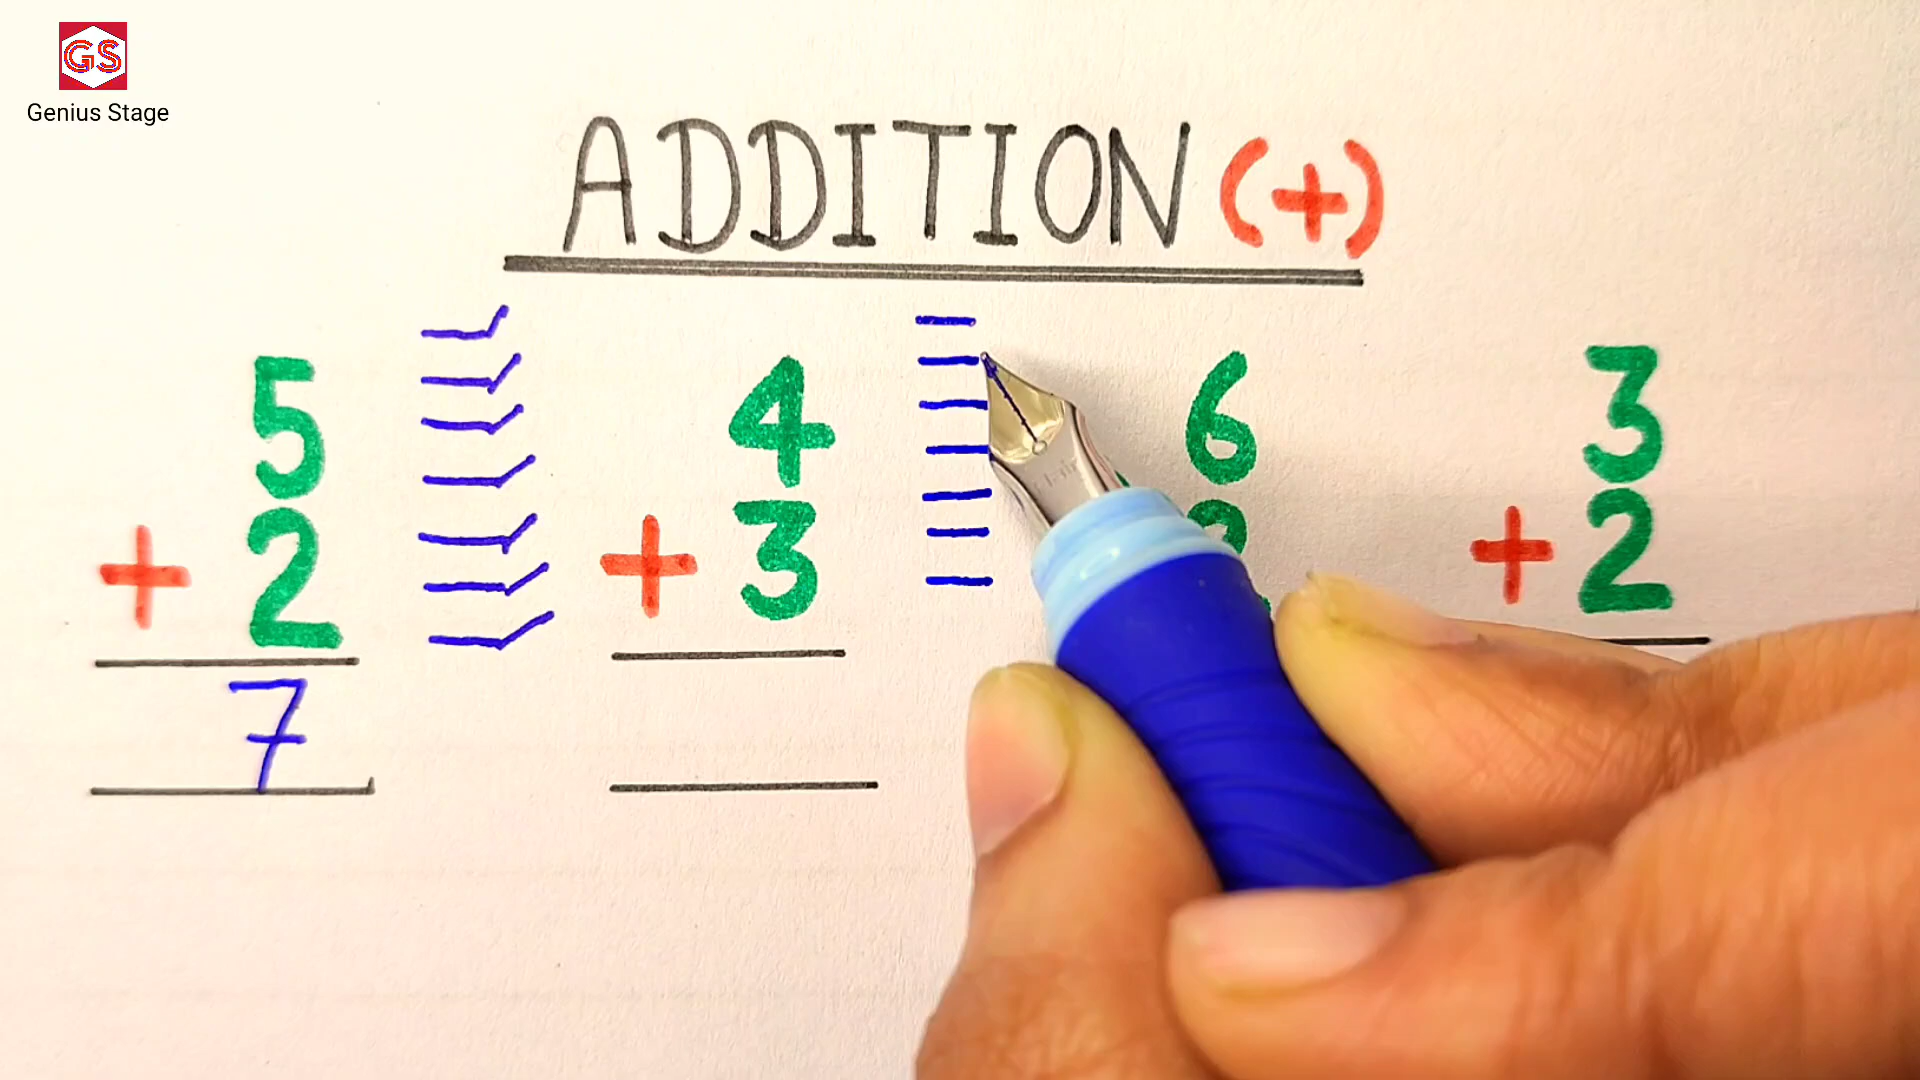 GS
Genius Stage
ADDITION (+)
5 4 6 3
+ 2 + 3 + 2
7